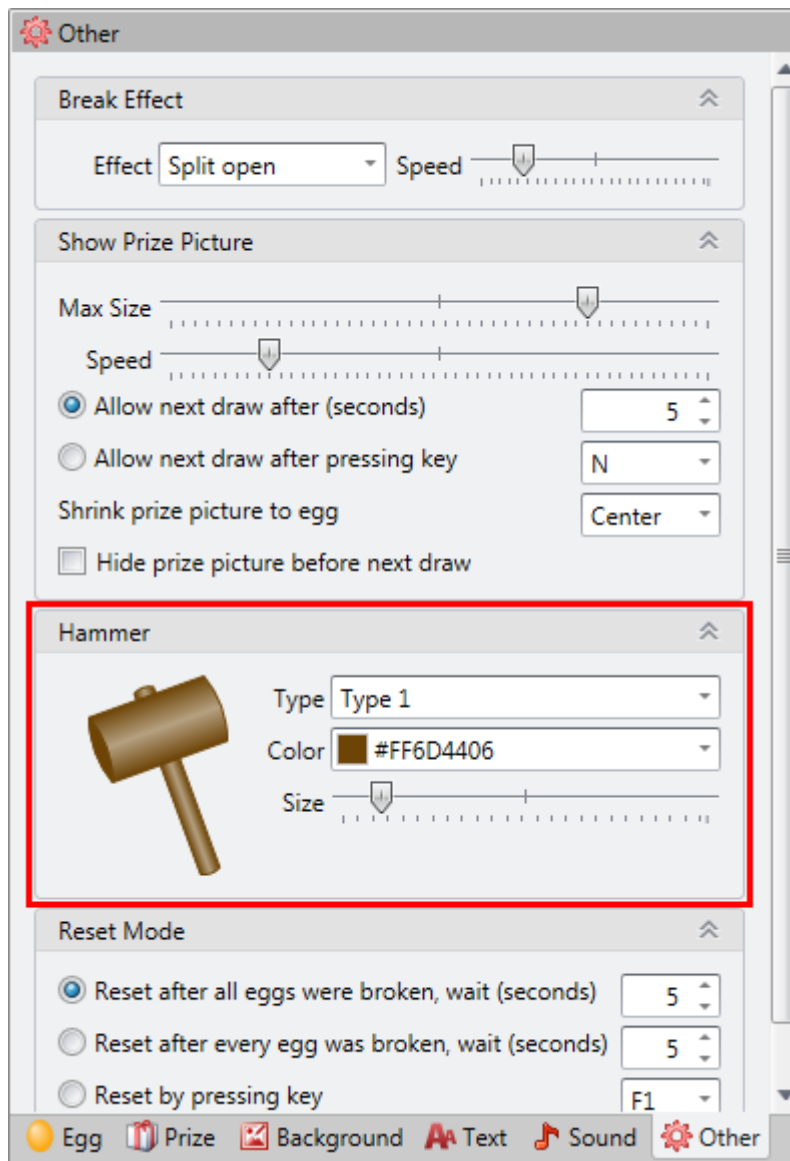 Other
Break Effect
Effect Split open Speed
Show Prize Picture
Max Size
Speed
Allow next draw after (seconds) 5
Allow next draw after pressing key N
Shrink prize picture to egg Center
Hide prize picture before next draw
Hammer
Type Type 1
Color #FF6D4406
Size
Reset Mode
Reset after all eggs were broken, wait (seconds) 5
Reset after every egg was broken, wait (seconds) 5
Reset by pressing key F1
Egg Prize Background Text Sound Other